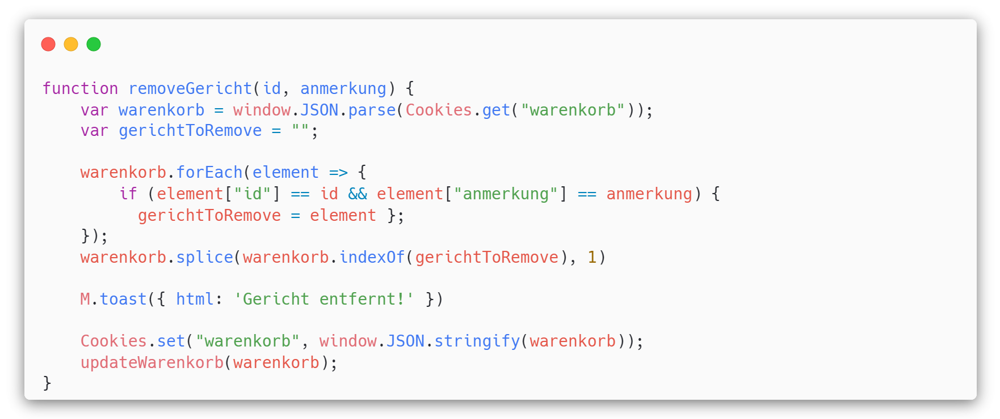 function removeGericht(id, anmerkung) {
    var warenkorb = window.JSON.parse(Cookies.get("warenkorb"));
    var gerichtToRemove = "";

    warenkorb.forEach(element => {
        if (element["id"] == id && element["anmerkung"] == anmerkung) {
          gerichtToRemove = element };
    });
    warenkorb.splice(warenkorb.indexOf(gerichtToRemove), 1)

    M.toast({ html: 'Gericht entfernt!' })

    Cookies.set("warenkorb", window.JSON.stringify(warenkorb));
    updateWarenkorb(warenkorb);
}